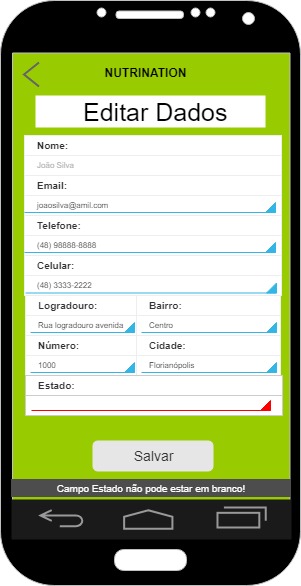 NUTRINATION
Editar Dados
Nome:
João Silva
Email:
joaosilva@amil.com
Telefone:
(48) 98888-8888
Celular:
(48) 3333-2222
Logradouro: Bairro:
Rua logradouro avenida Centro
Número: Cidade:
1000 Florianópolis
Estado:
Salvar
Campo Estado não pode estar em branco!